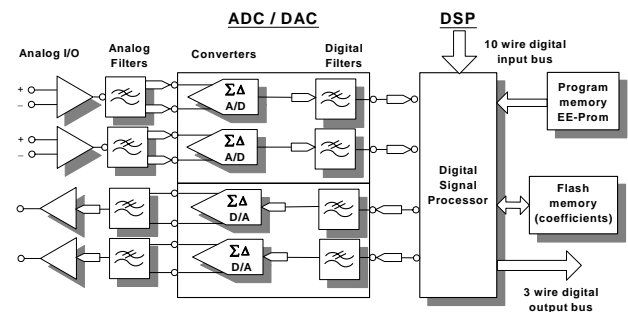 ADC / DAC
DSP
Analog I/O
Analog
Filters
Converters
Digital
Filters
10 wire digital
input bus
+
–
ΣΔ
A/D
+
–
ΣΔ
A/D
ΣΔ
D/A
ΣΔ
D/A
Digital
Signal
Processor
Program
memory
EE-Prom
Flash
memory
(coefficients)
3 wire digital
output bus